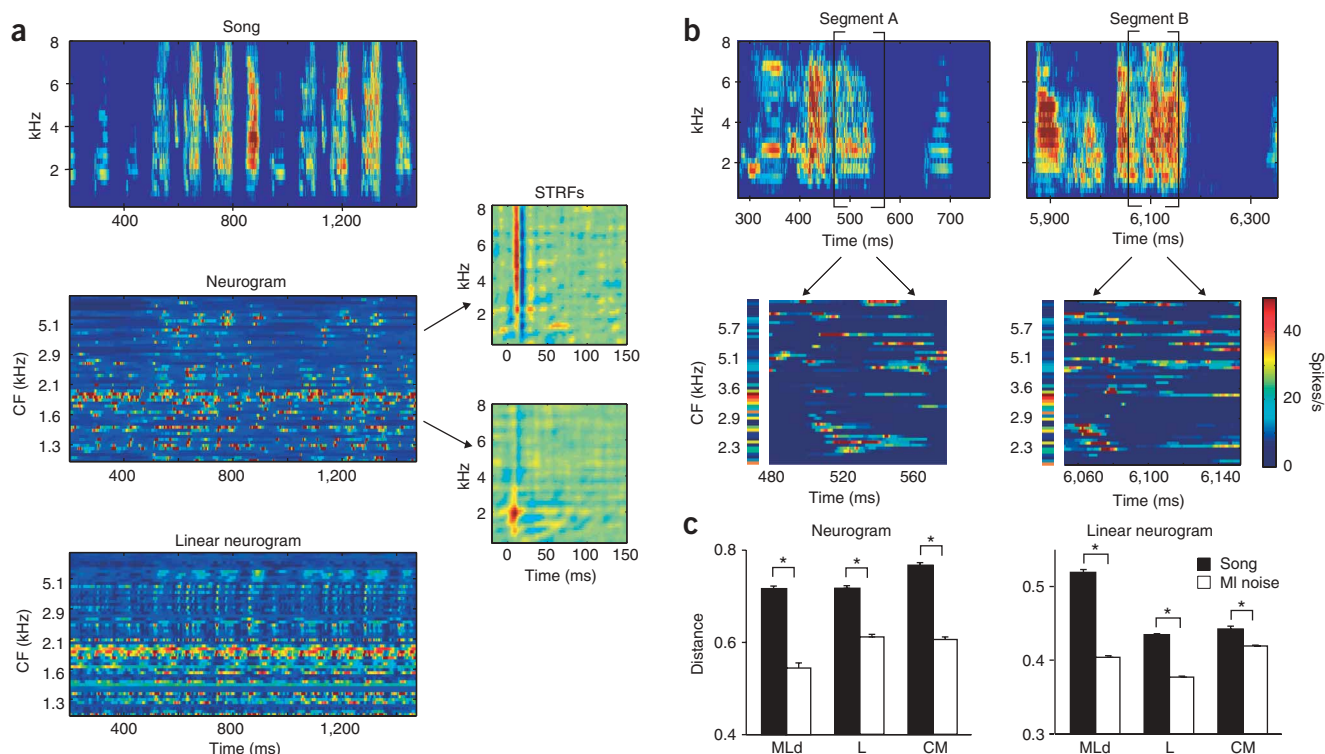 a
Song
8
6
4
2
kHz
400 800 1,200
Neurogram
5.1
2.9
2.1
1.6
1.3
CF (kHz)
400 800 1,200
Linear neurogram
5.1
2.9
2.1
1.6
1.3
CF (kHz)
400 800 1,200
Time (ms)
STRFs
8
6
4
2
kHz
0 50 100 150
8
6
4
2
kHz
0 50 100 150
Time (ms)
b
Segment A
8
6
4
2
kHz
300 400 500 600 700
Time (ms)
Segment B
8
6
4
2
kHz
5,900 6,100 6,300
Time (ms)
5.7
5.1
3.6
2.9
2.3
CF (kHz)
480 520 560
Time (ms)
5.7
5.1
3.6
2.9
2.3
6,060 6,100 6,140
Time (ms)
40
20
0
Spikes/s
c
Neurogram
0.8
0.6
0.4
Distance
* * *
MLd L CM
Linear neurogram
0.5
0.4
0.3
* * *
Song
Ml noise
MLd L CM